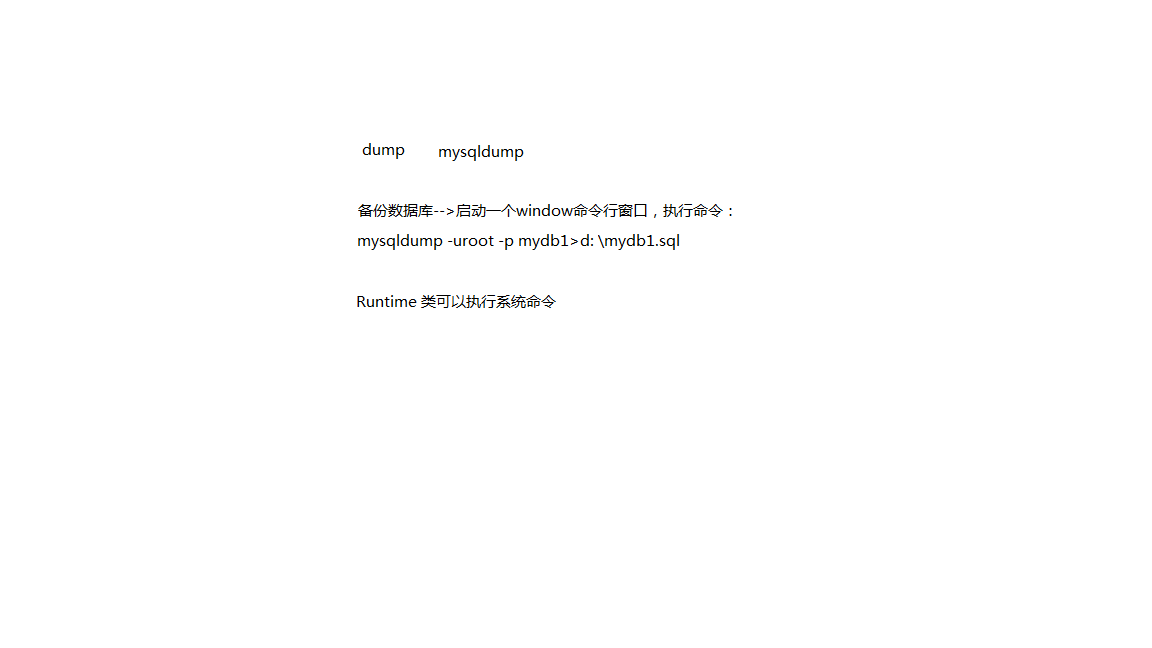 dump mysqldump
备份数据库-->启动一个window命令行窗口，执行命令：
mysqldump -uroot -p mydb1>d: \mydb1.sql
Runtime 类可以执行系统命令